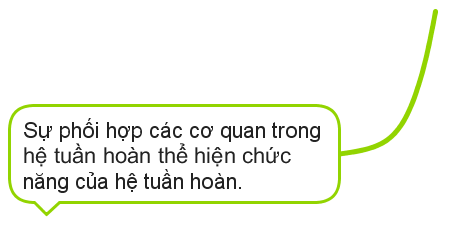 Sự phối hợp các cơ quan trong
hệ tuần hoàn thể hiện chức
năng của hệ tuần hoàn.